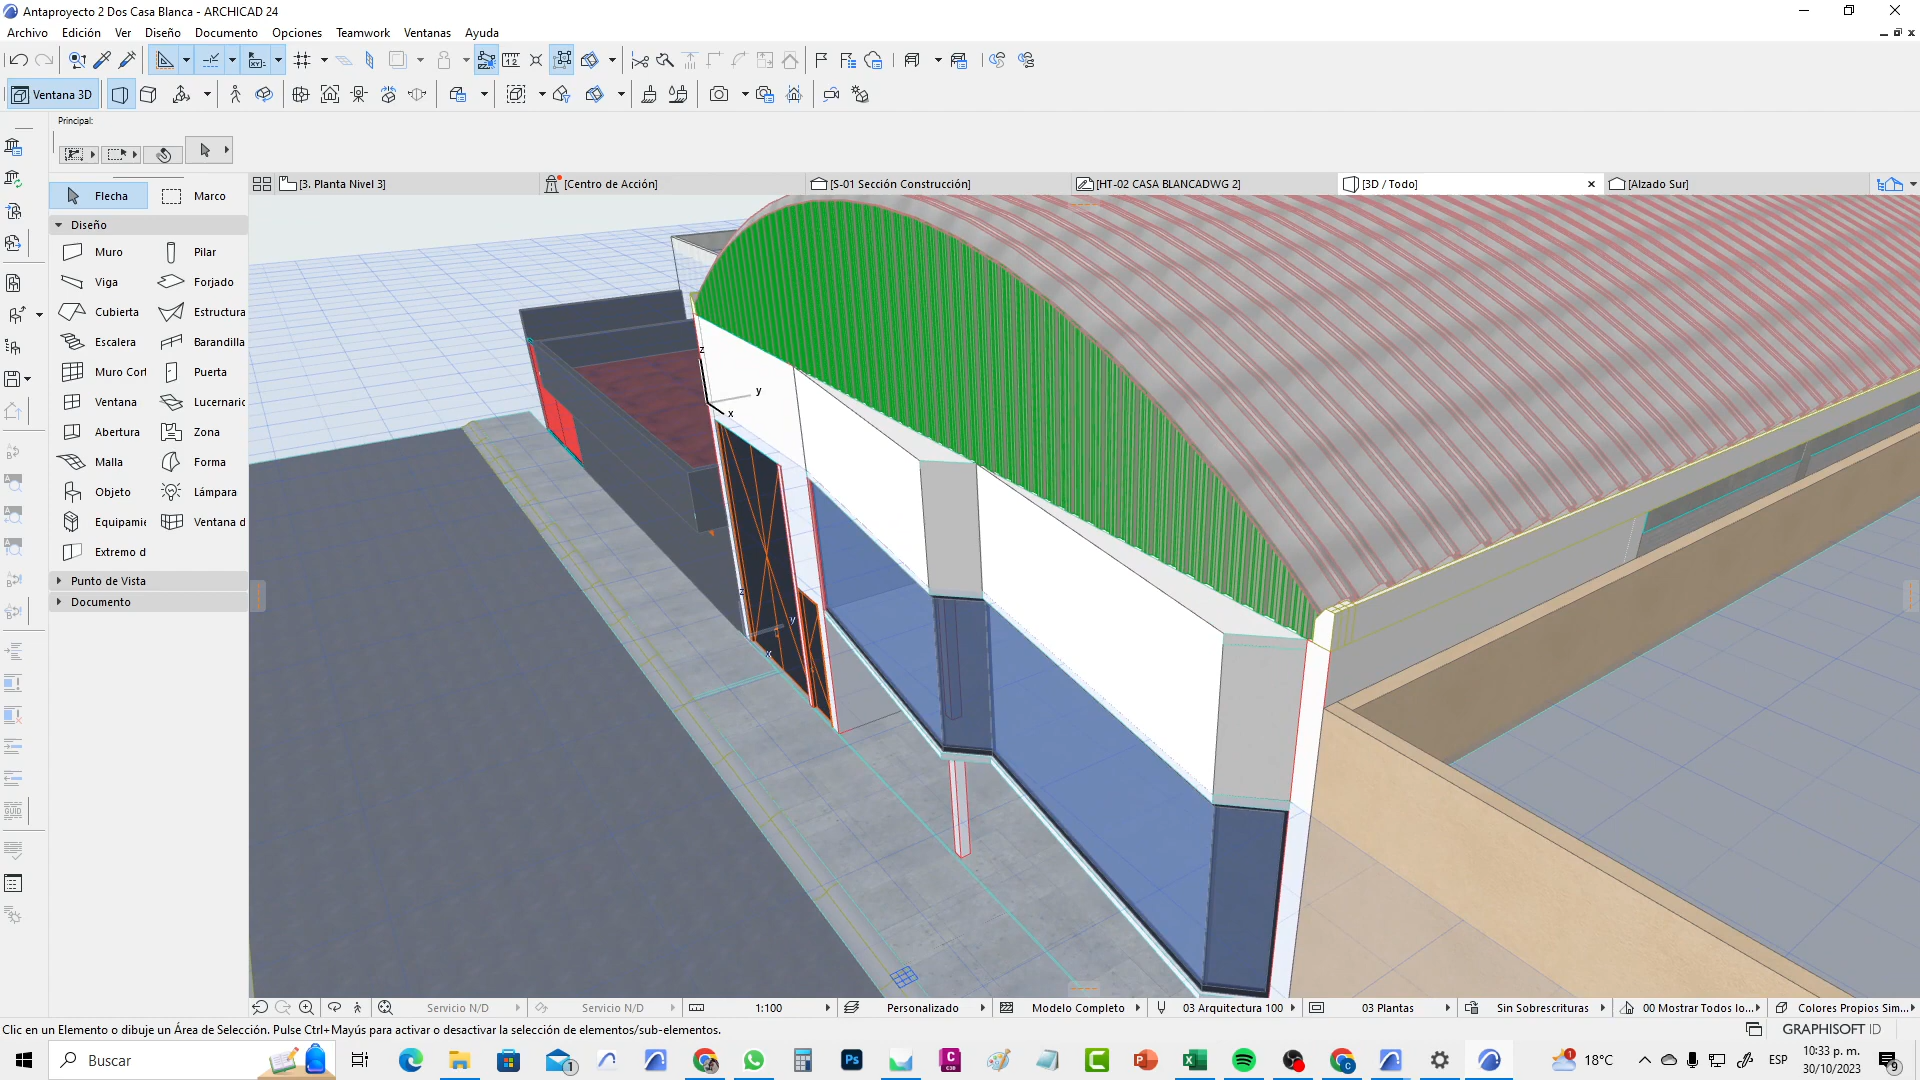 Antaproyecto 2 Dos Casa Blanca - ARCHICAD 24
Archivo Edición Ver Diseño Documento Opciones Teamwork Ventanas Ayuda
Ventana 3D
Principal:
Flecha Marco
[3. Planta Nivel 3] [Centro de Acción] [S-01 Sección Construcción] [HT-02 CASA BLANCADWG 2] [3D / Todo] [Alzado Sur]
Diseño
Muro Pilar
Viga Forjado
Cubierta Estructura
Escalera Barandilla
Muro Cort Puerta
Ventana Lucernario
Abertura Zona
Malla Forma
Objeto Lámpara
Equipamie Ventana d
Extremo d
Punto de Vista
Documento
z
y
x
z
y
x
Servicio N/D Servicio N/D 1:100 Personalizado Modelo Completo 03 Arquitectura 100 03 Plantas Sin Sobrescrituras 00 Mostrar Todos lo... Colores Propios Sim...
Clic en un Elemento o dibuje un Área de Selección. Pulse Ctrl+Mayús para activar o desactivar la selección de elementos/sub-elementos.
GRAPHISOFT ID
Buscar
18°C
ESP
10:33 p. m.
30/10/2023